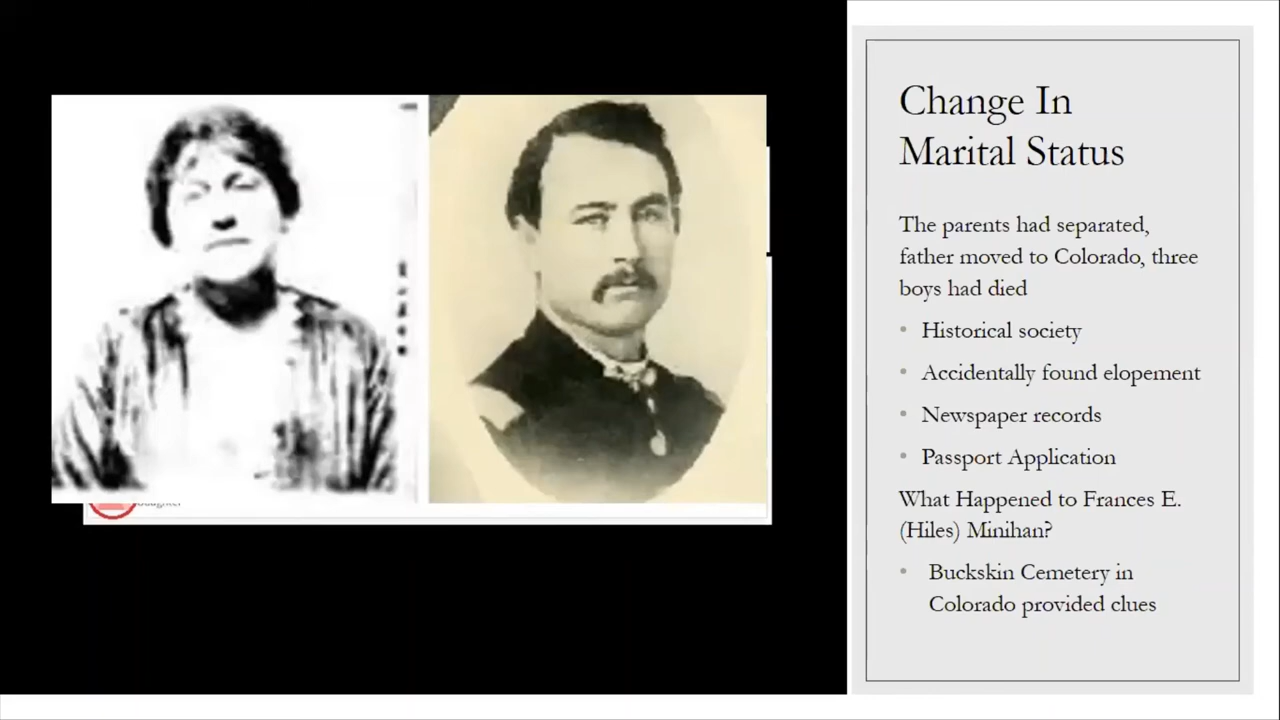 Change In
Marital Status
The parents had separated,
father moved to Colorado, three
boys had died
• Historical society
• Accidentally found elopement
• Newspaper records
• Passport Application
What Happened to Frances E.
(Hiles) Minihan?
• Buckskin Cemetery in
Colorado provided clues